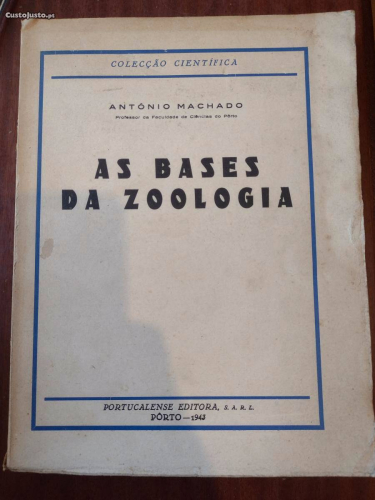 CustoJusto.pt
COLECÇÃO CIENTÍFICA
ANTÓNIO MACHADO
Professor da Faculdade de Ciências do Pôrto
AS BASES
DA ZOOLOGIA
PORTUCALENSE EDITORA, S. A. R. L.
PÔRTO—1942